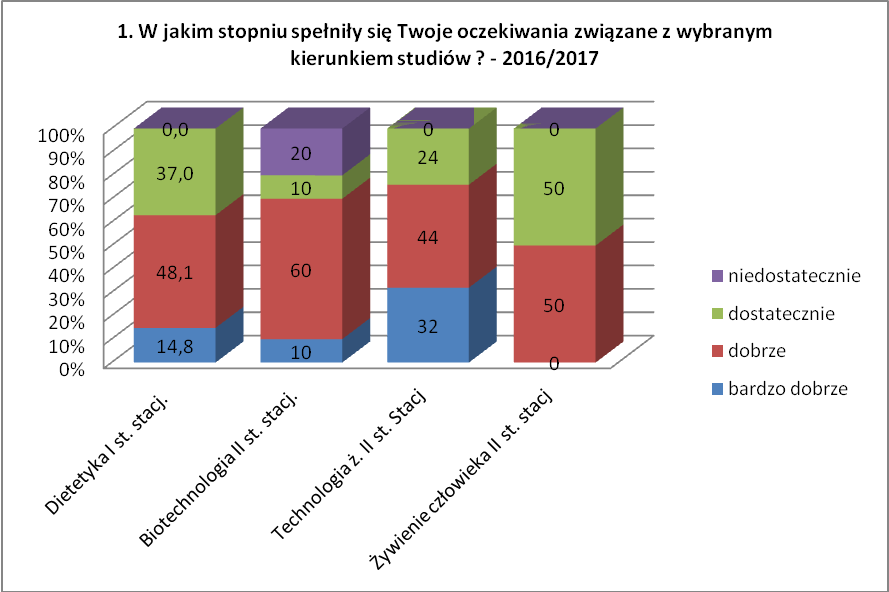 1. W jakim stopniu spełniły się Twoje oczekiwania związane z wybranym
kierunkiem studiów ? - 2016/2017
100%
90%
80%
70%
60%
50%
40%
30%
20%
10%
0%
0,0
37,0
48,1
14,8
20
10
60
10
0
24
44
32
0
50
50
0
Dietetyka I st. stacj.
Biotechnologia II st. stacj.
Technologia ż. II st. Stacj
Żywienie człowieka II st. stacj
niedostatecznie
dostatecznie
dobrze
bardzo dobrze